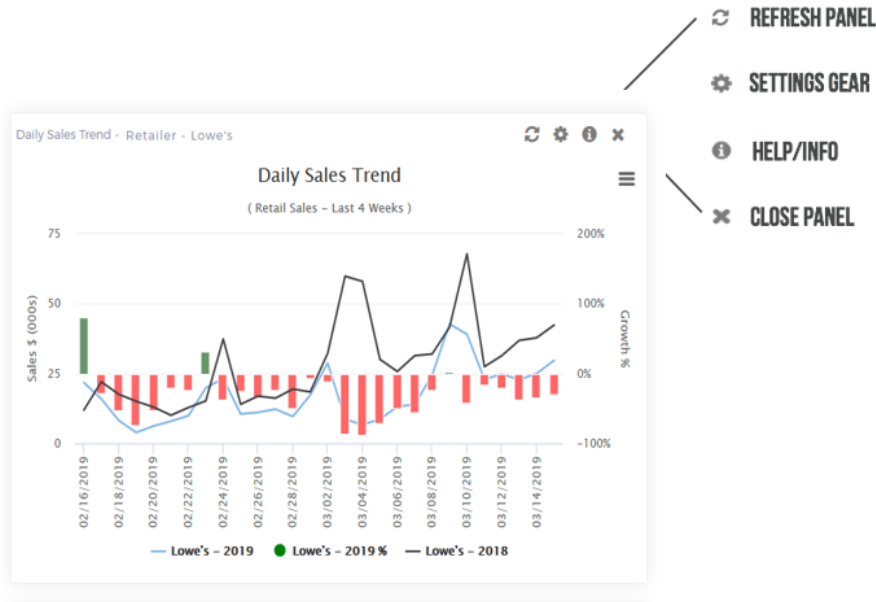 REFRESH PANEL
SETTINGS GEAR
HELP/INFO
CLOSE PANEL
Daily Sales Trend - Retailer - Lowe's
Daily Sales Trend
( Retail Sales – Last 4 Weeks )
75
50
25
0
Sales $ (000s)
200%
100%
0%
-100%
Growth %
02/16/2019
02/18/2019
02/20/2019
02/22/2019
02/24/2019
02/26/2019
02/28/2019
03/02/2019
03/04/2019
03/06/2019
03/08/2019
03/10/2019
03/12/2019
03/14/2019
Lowe's – 2019 Lowe's – 2019 % Lowe's – 2018